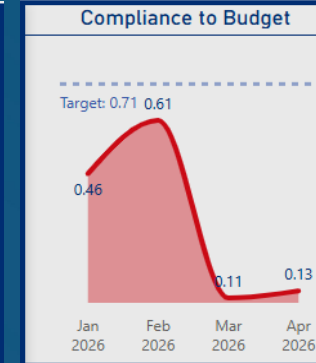 Compliance to Budget
Target: 0.71 0.61
0.46
0.11
0.13
Jan Feb Mar Apr
2026 2026 2026 2026